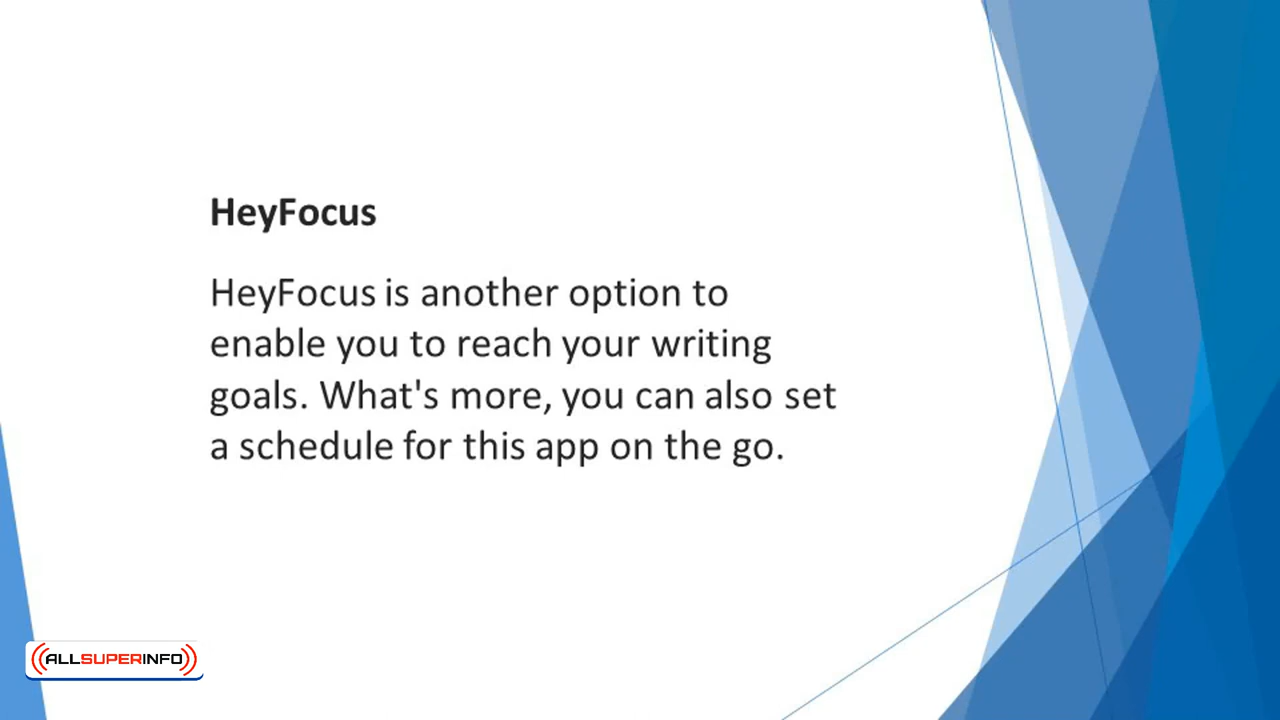 HeyFocus
HeyFocus is another option to
enable you to reach your writing
goals. What's more, you can also set
a schedule for this app on the go.
ALLSUPERINFO